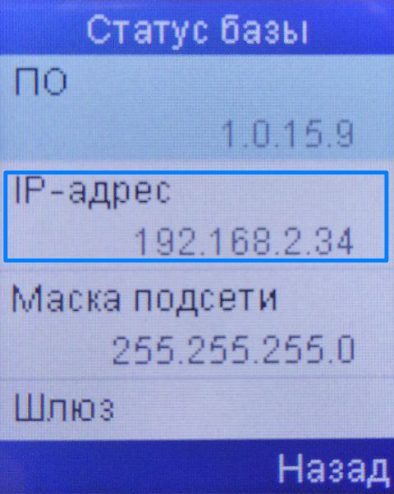 Статус базы
ПО
1.0.15.9
IP-адрес
192.168.2.34
Маска подсети
255.255.255.0
Шлюз
Назад